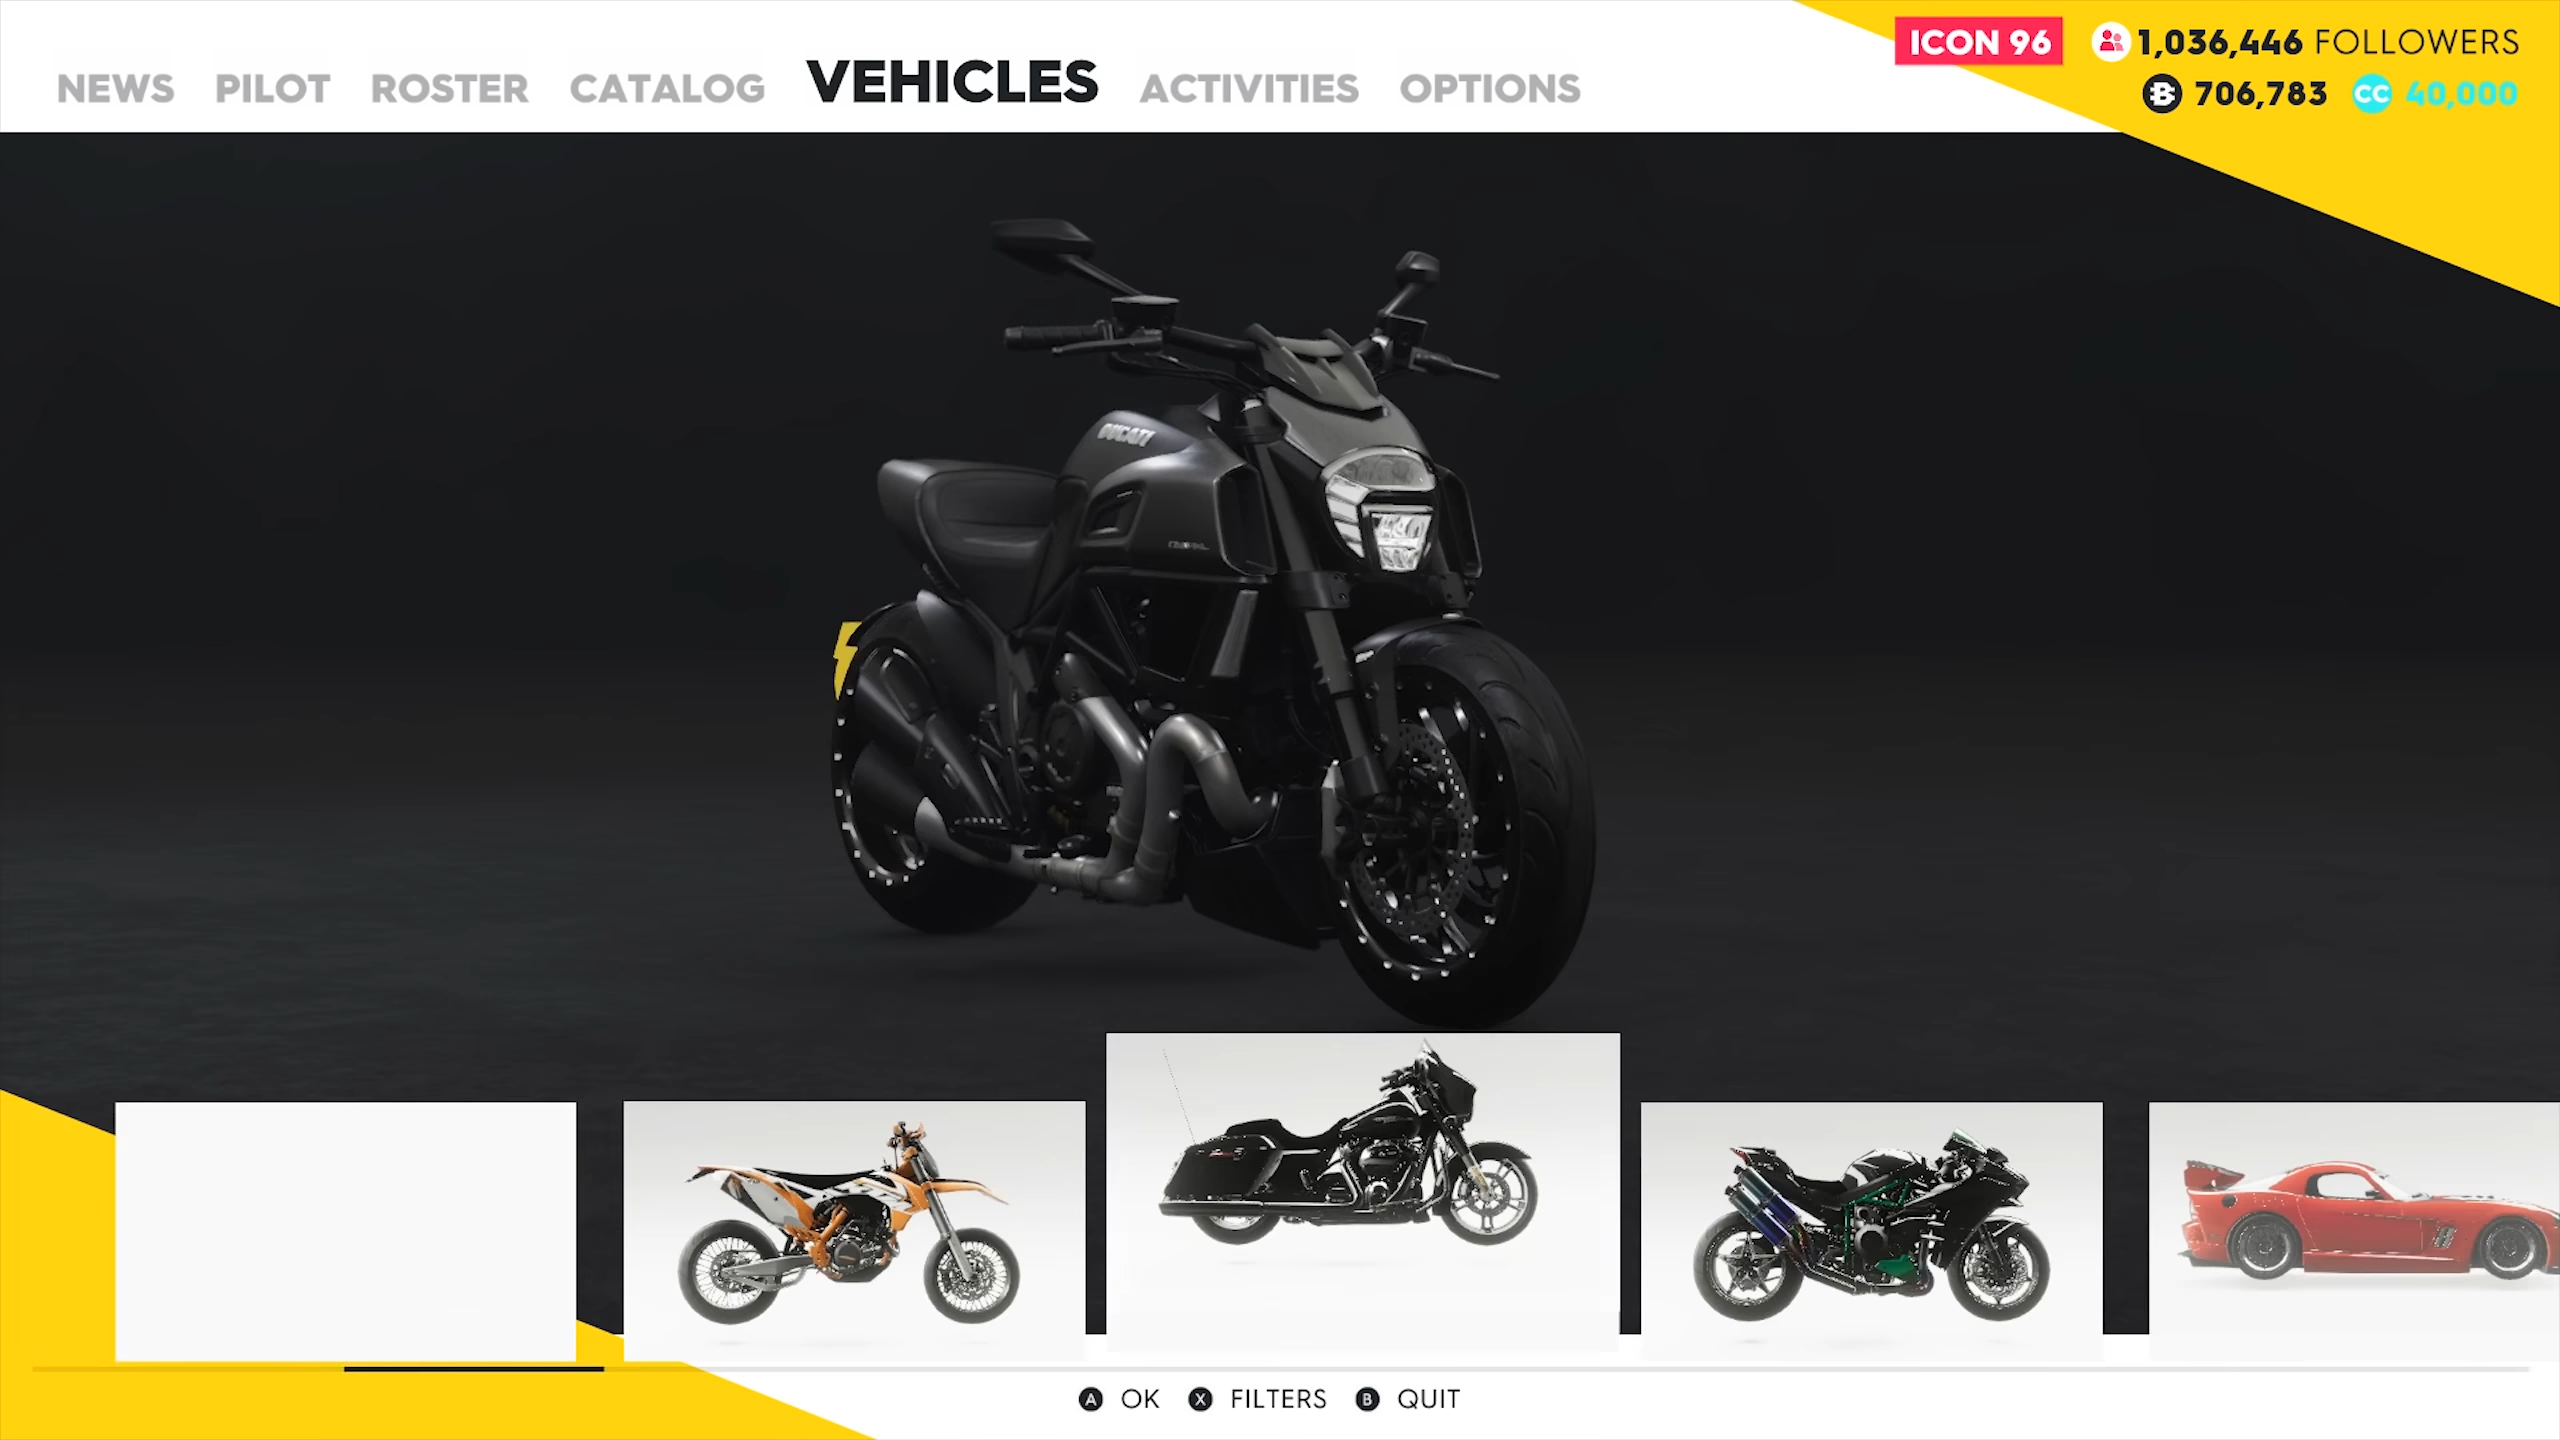 NEWS PILOT ROSTER CATALOG VEHICLES ACTIVITIES OPTIONS
ICON 96 1,036,446 FOLLOWERS
706,783 CC 40,000
DUCATI
A OK X FILTERS B QUIT